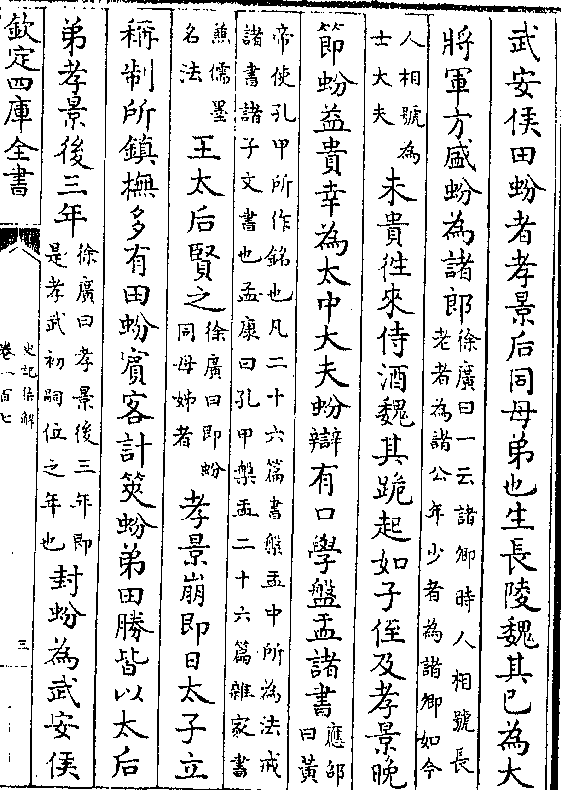 武安侯田蚡者孝景后同母弟也生長陵魏其已為大
將軍方盛蚡為諸郎
徐廣曰一云諸卿時人相號長
老者為諸公年少者為諸卿如今
人相號為
士大夫
未貴徃來侍酒魏其跪起如子侄及孝景晚
節蚡益貴幸為太中大夫蚡辯有口學盤盂諸書
應邵
曰黃
帝使孔甲所作銘也凡二十六篇書槃盂中所為法戒
諸書諸子文書也孟康曰孔甲槃盂二十六篇雜家書
兼儒墨
名法
王太后賢之
徐廣曰即蚡
同母姊者
孝景崩即日太子立
稱制所鎮撫多有田蚡賓客計筴蚡弟田勝皆以太后
弟孝景後三年
徐廣曰孝景後三年即
是孝武初嗣位之年也
封蚡為武安侯
欽定四庫全書
史記集解
卷一百七
三